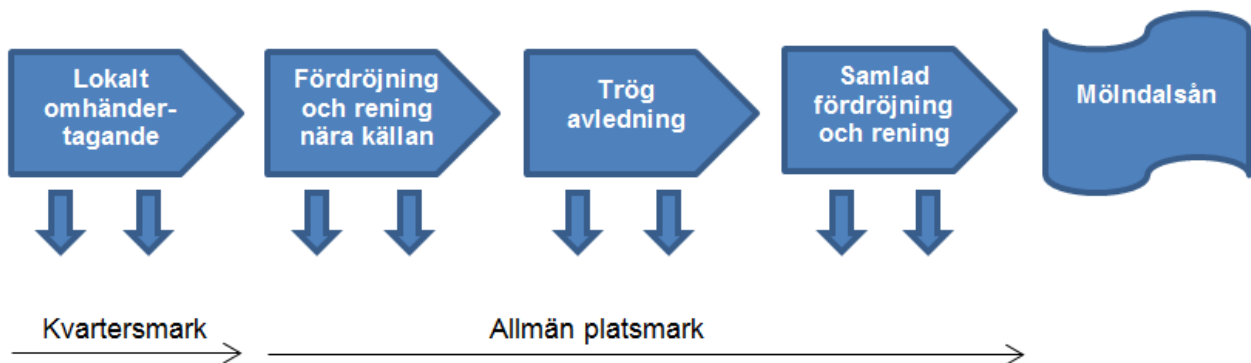 Lokalt
omhänder-
tagande
Fördröjning
och rening
nära källan
Trög
avledning
Samlad
fördröjning
och rening
Mölndalsån
Kvartersmark
Allmän platsmark